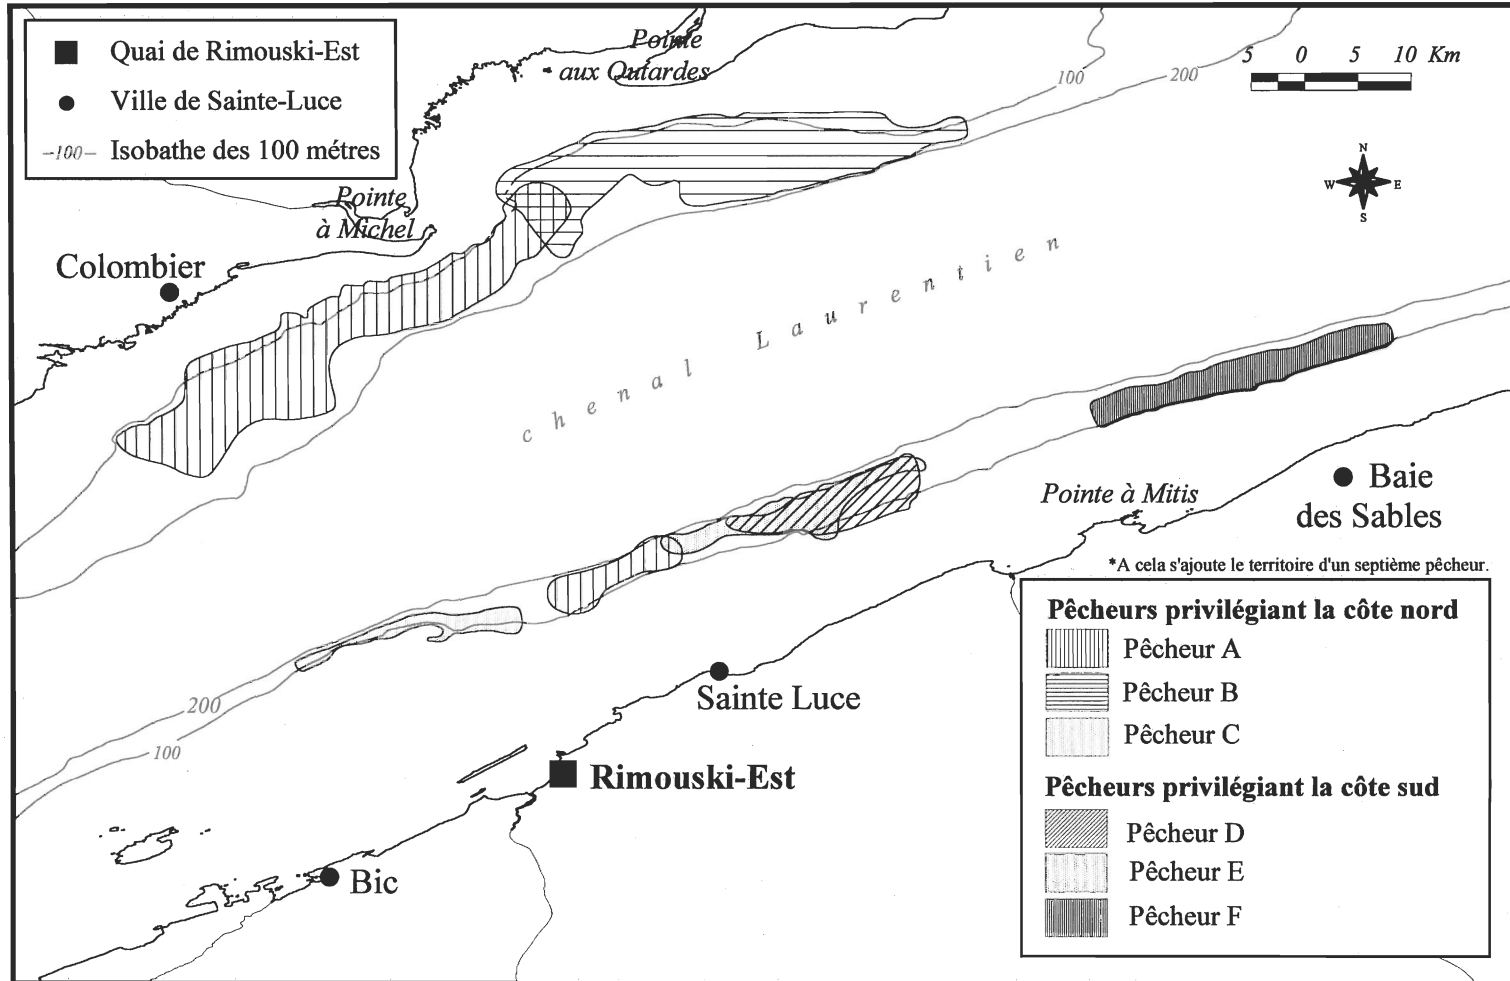 Quai de Rimouski-Est
Ville de Sainte-Luce
-100- Isobathe des 100 métres
Pointe
aux Outardes
100
200
5 0 5 10 Km
N
W E
S
Pointe
à Michel
Colombier
chenal Laurentien
Pointe à Mitis
Baie
des Sables
*A cela s'ajoute le territoire d'un septième pêcheur.
Sainte Luce
200
100
Rimouski-Est
Bic
Pêcheurs privilégiant la côte nord
Pêcheur A
Pêcheur B
Pêcheur C
Pêcheurs privilégiant la côte sud
Pêcheur D
Pêcheur E
Pêcheur F